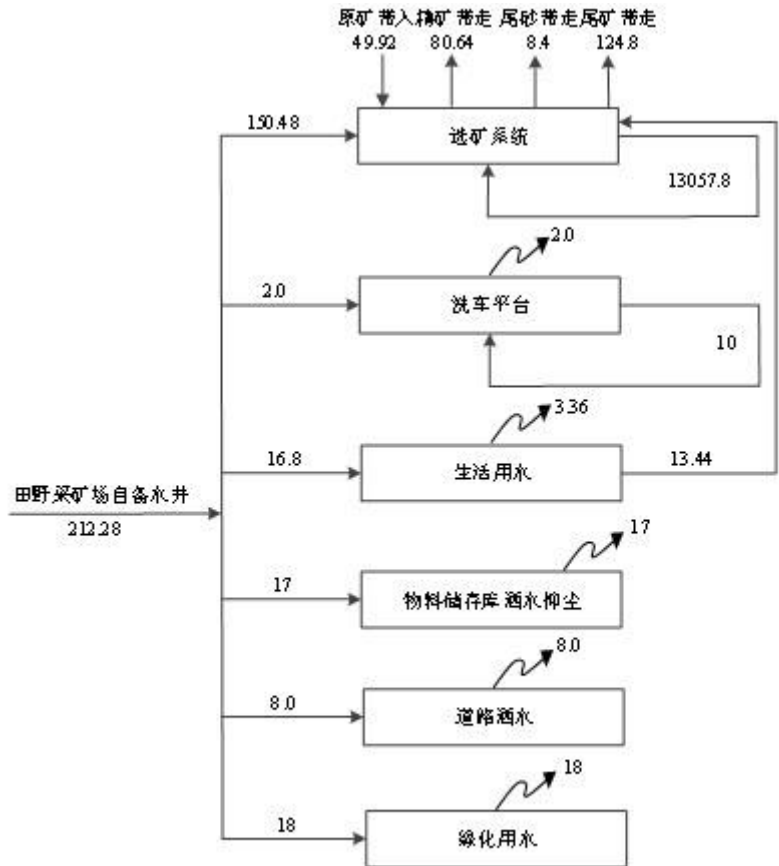 原矿带入精矿带走 尾砂带走尾矿带走
49.92 80.64 8.4 124.8
150.48
选矿系统
13057.8
2.0
2.0
洗车平台
10
3.36
16.8
生活用水
13.44
田野采矿场自备水井
212.28
17
17
物料储存库洒水抑尘
8.0
8.0
道路洒水
18
18
绿化用水